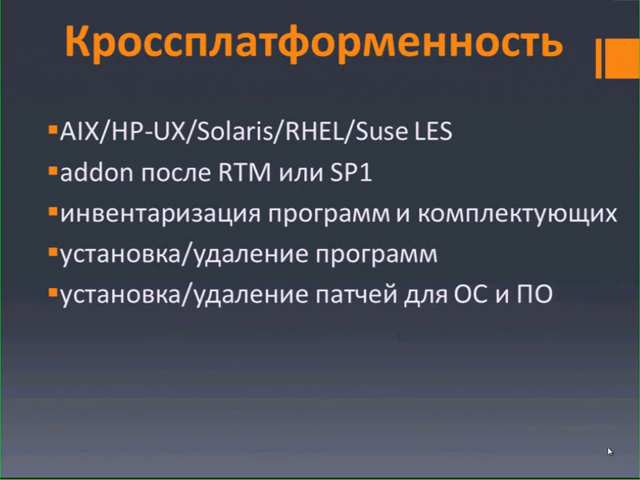 Кроссплатформенность
AIX/HP-UX/Solaris/RHEL/Suse LES
addon после RTM или SP1
инвентаризация программ и комплектующих
установка/удаление программ
установка/удаление патчей для ОС и ПО